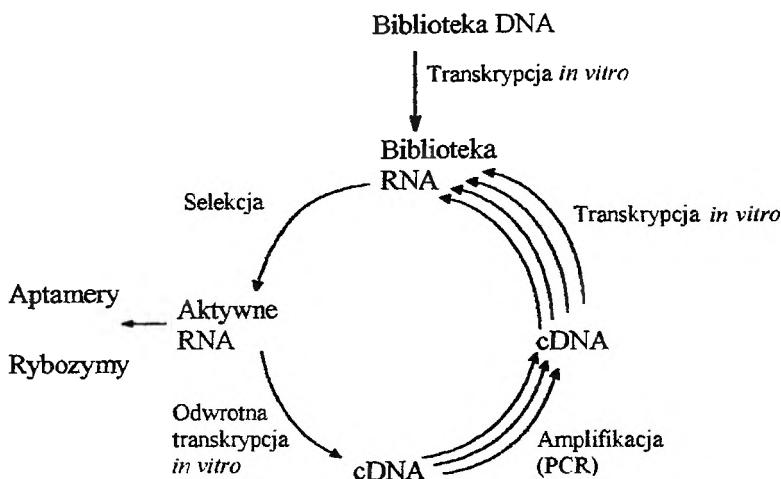 Biblioteka DNA
Transkrypcja in vitro
Biblioteka
RNA
Selekcja
Transkrypcja in vitro
Aptamery
Rybozymy
Aktywne
RNA
cDNA
Odwrotna
transkrypcja
in vitro
cDNA
Amplifikacja
(PCR)